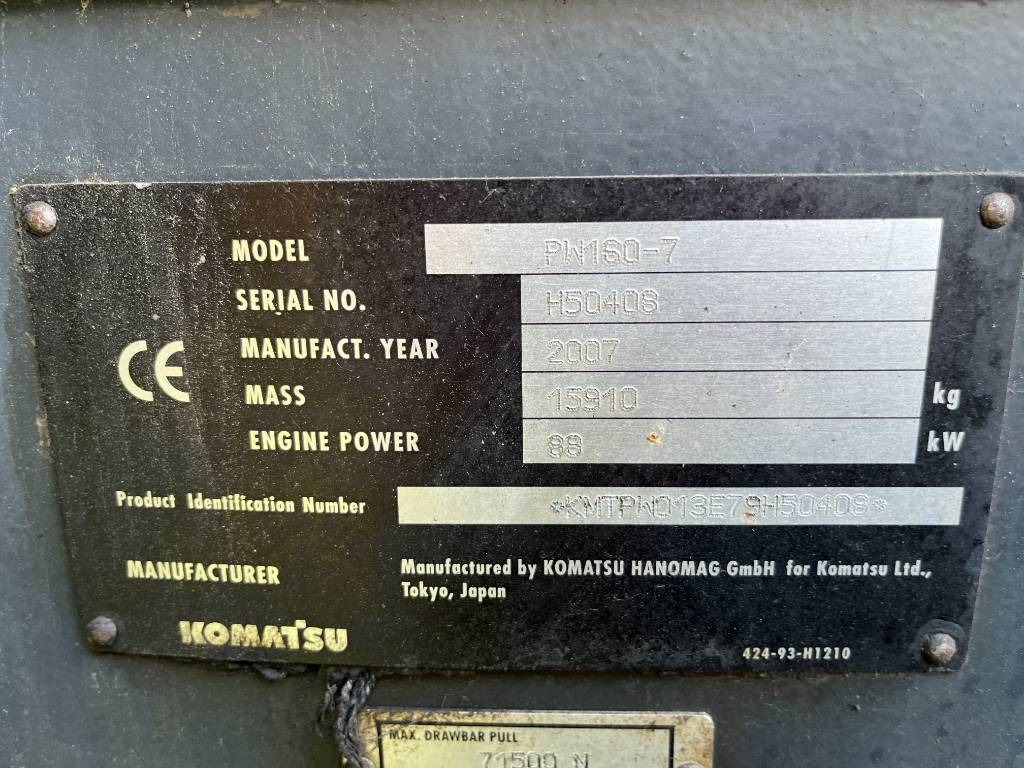 MODEL PW160-7
SERIAL NO. H50408
MANUFACT. YEAR 2007
CE
MASS 15910 kg
ENGINE POWER 88 kW
Product Identification Number *KMTPW013E79H50408*
MANUFACTURER Manufactured by KOMATSU HANOMAG GmbH for Komatsu Ltd.,
Tokyo, Japan
KOMATSU
424-93-H1210
MAX. DRAWBAR PULL
71500 N